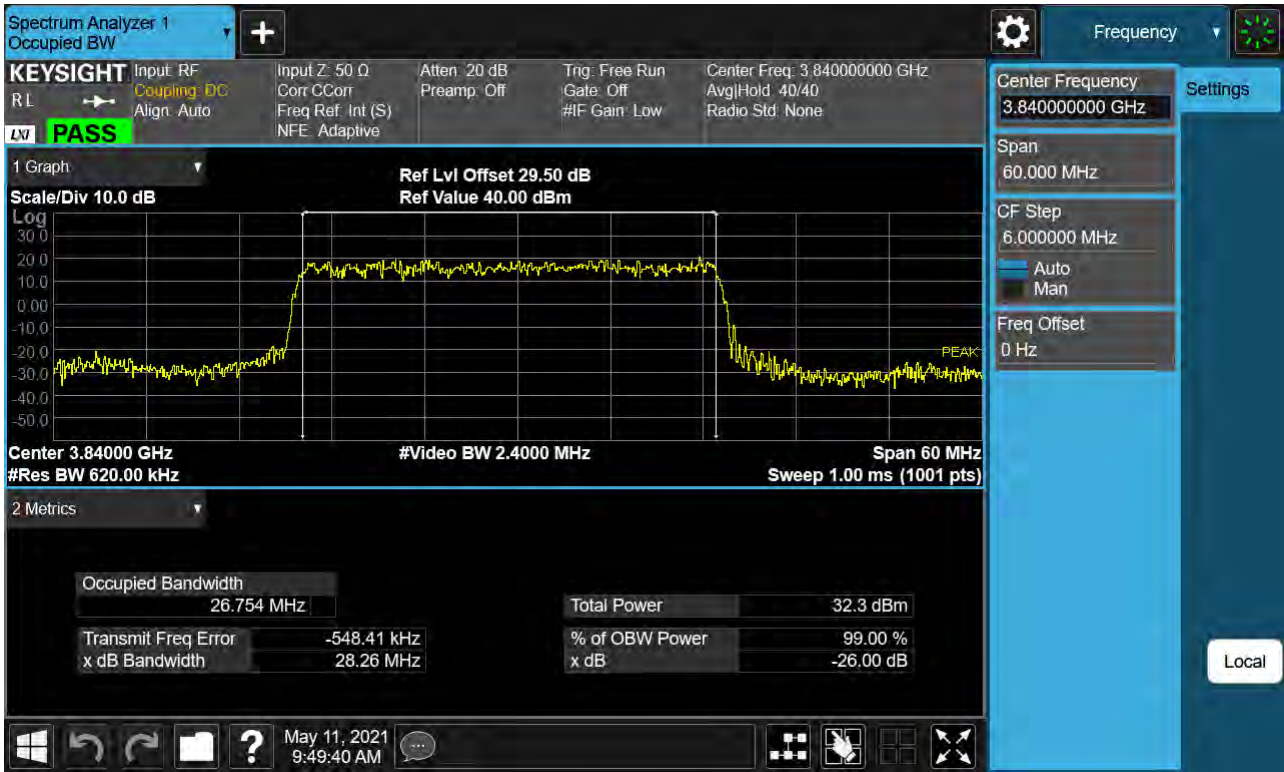 Spectrum Analyzer 1
Occupied BW
+
Frequency
KEYSIGHT
RL
LXI
PASS
Input: RF
Coupling: DC
Align: Auto
Input Z: 50 Ω
Corr CCorr
Freq Ref: Int (S)
NFE: Adaptive
Atten: 20 dB
Preamp: Off
Trig: Free Run
Gate: Off
#IF Gain: Low
Center Freq: 3.840000000 GHz
Avg|Hold: 40/40
Radio Std: None
Center Frequency
3.840000000 GHz
Settings
Span
60.000 MHz
CF Step
6.000000 MHz
Auto
Man
Freq Offset
0 Hz
1 Graph
Scale/Div 10.0 dB
Ref Lvl Offset 29.50 dB
Ref Value 40.00 dBm
Log
30.0
20.0
10.0
0.00
-10.0
-20.0
-30.0
-40.0
-50.0
PEAK
Center 3.84000 GHz
#Video BW 2.4000 MHz
Span 60 MHz
#Res BW 620.00 kHz
Sweep 1.00 ms (1001 pts)
2 Metrics
Occupied Bandwidth
26.754 MHz
Total Power 32.3 dBm
Transmit Freq Error -548.41 kHz
% of OBW Power 99.00 %
x dB Bandwidth 28.26 MHz
x dB -26.00 dB
Local
?
May 11, 2021
9:49:40 AM